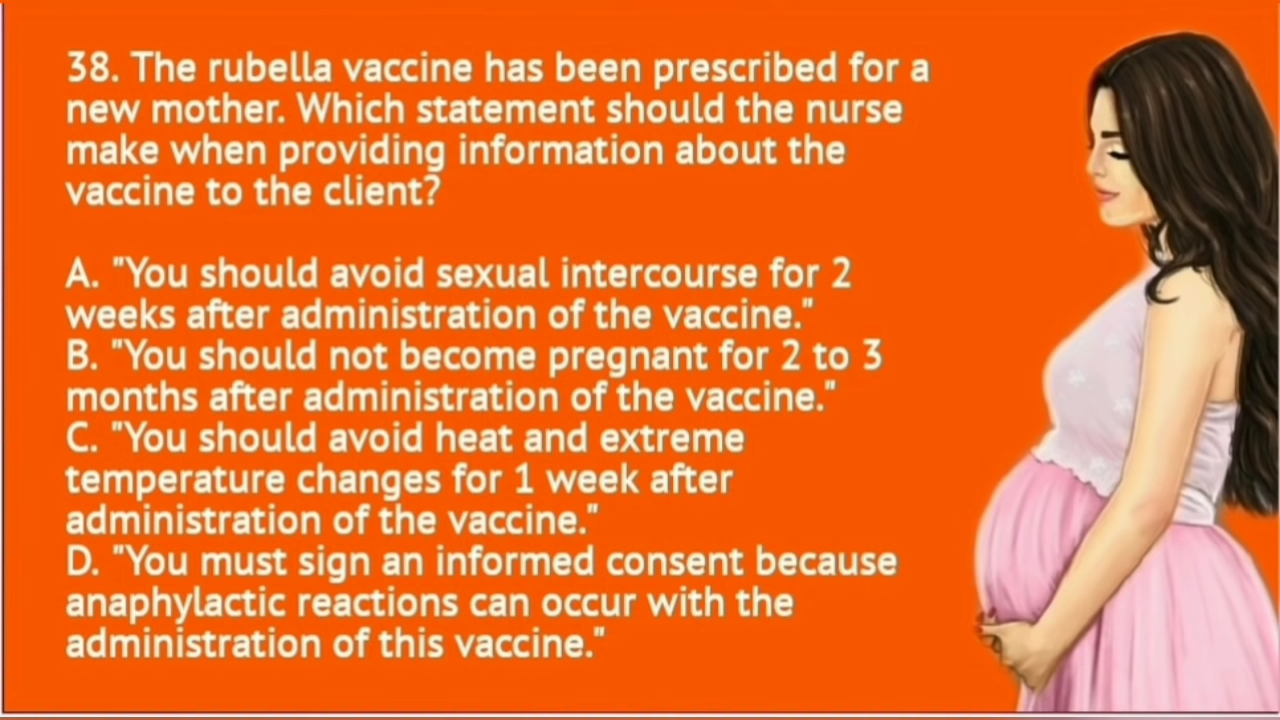 38. The rubella vaccine has been prescribed for a
new mother. Which statement should the nurse
make when providing information about the
vaccine to the client?
A. "You should avoid sexual intercourse for 2
weeks after administration of the vaccine."
B. "You should not become pregnant for 2 to 3
months after administration of the vaccine."
C. "You should avoid heat and extreme
temperature changes for 1 week after
administration of the vaccine."
D. "You must sign an informed consent because
anaphylactic reactions can occur with the
administration of this vaccine."